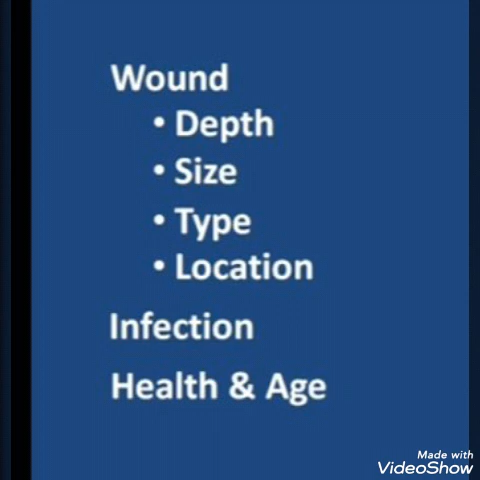 Wound
• Depth
• Size
• Type
• Location
Infection
Health & Age
Made with
VideoShow